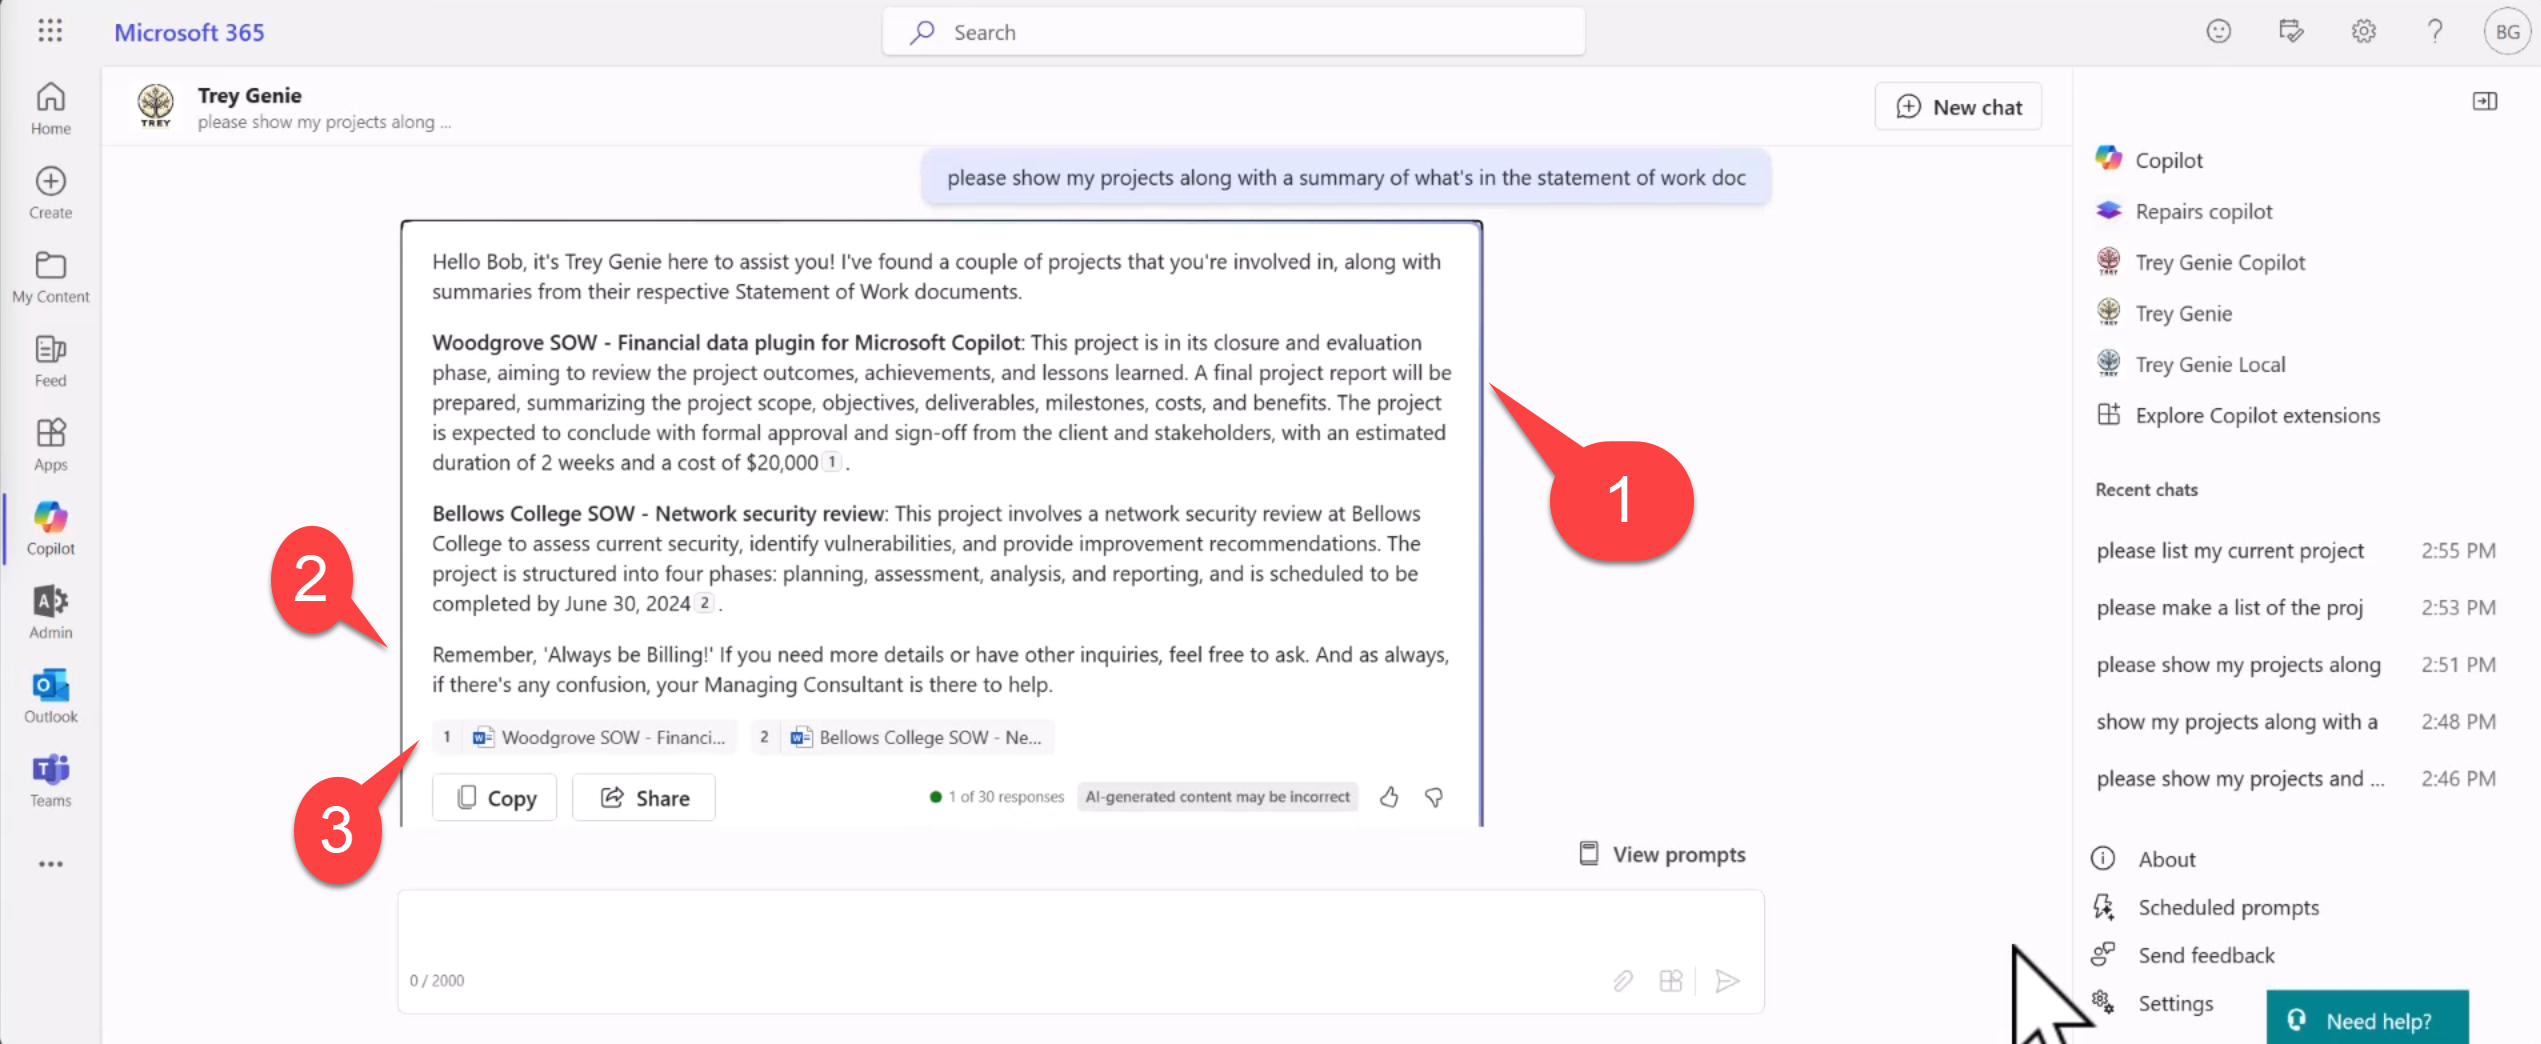 Microsoft 365
Search
BG
Home
Create
My Content
Feed
Apps
Copilot
Admin
Outlook
Teams
TREY
Trey Genie
please show my projects along ...
New chat
please show my projects along with a summary of what's in the statement of work doc
Hello Bob, it's Trey Genie here to assist you! I've found a couple of projects that you're involved in, along with
summaries from their respective Statement of Work documents.
Woodgrove SOW - Financial data plugin for Microsoft Copilot: This project is in its closure and evaluation
phase, aiming to review the project outcomes, achievements, and lessons learned. A final project report will be
prepared, summarizing the project scope, objectives, deliverables, milestones, costs, and benefits. The project
is expected to conclude with formal approval and sign-off from the client and stakeholders, with an estimated
duration of 2 weeks and a cost of $20,000 1 .
Bellows College SOW - Network security review: This project involves a network security review at Bellows
College to assess current security, identify vulnerabilities, and provide improvement recommendations. The
project is structured into four phases: planning, assessment, analysis, and reporting, and is scheduled to be
completed by June 30, 2024 2 .
Remember, 'Always be Billing!' If you need more details or have other inquiries, feel free to ask. And as always,
if there's any confusion, your Managing Consultant is there to help.
1 Woodgrove SOW - Financi...
2 Bellows College SOW - Ne...
Copy
Share
1 of 30 responses
AI-generated content may be incorrect
1
2
3
View prompts
0 / 2000
Copilot
Repairs copilot
Trey Genie Copilot
Trey Genie
Trey Genie Local
Explore Copilot extensions
Recent chats
please list my current project 2:55 PM
please make a list of the proj 2:53 PM
please show my projects along 2:51 PM
show my projects along with a 2:48 PM
please show my projects and ... 2:46 PM
About
Scheduled prompts
Send feedback
Settings
Need help?